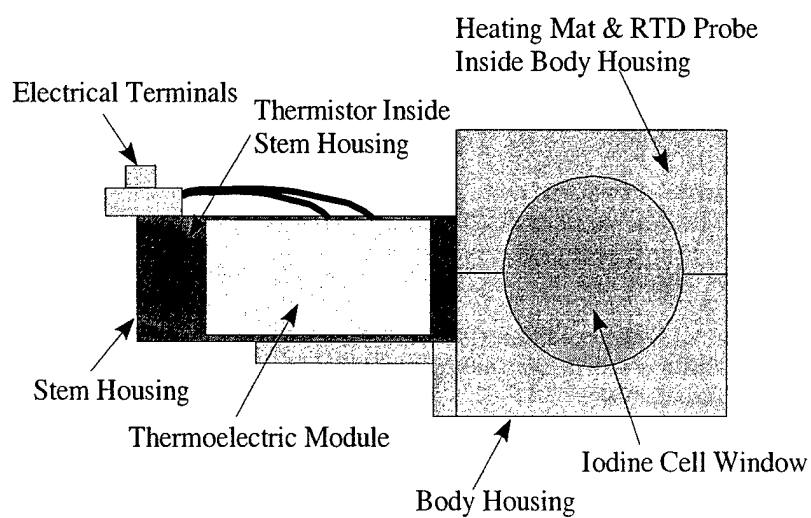 Heating Mat & RTD Probe
Inside Body Housing
Electrical Terminals
Thermistor Inside
Stem Housing
Stem Housing
Thermoelectric Module
Iodine Cell Window
Body Housing